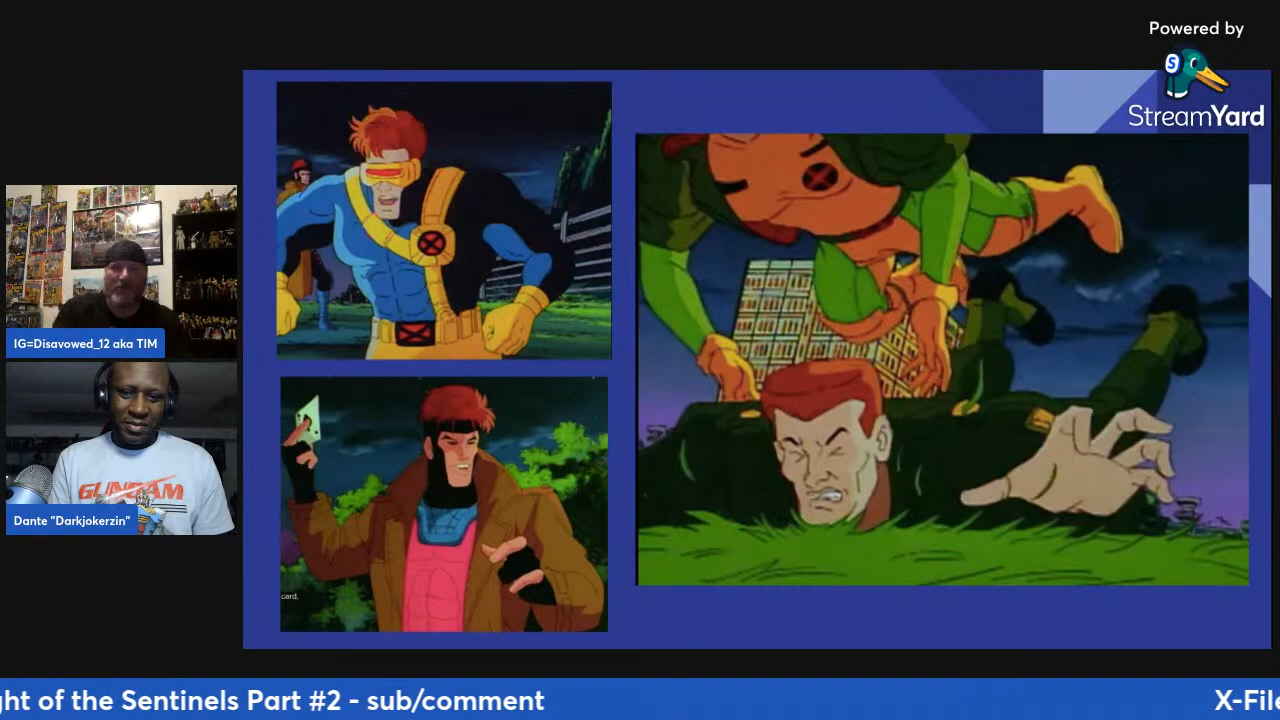 Powered by
S
StreamYard
IG=Disavowed_12 aka TIM
GUNDAM
Dante "Darkjokerzin"
card,
ght of the Sentinels Part #2 - sub/comment
X-File